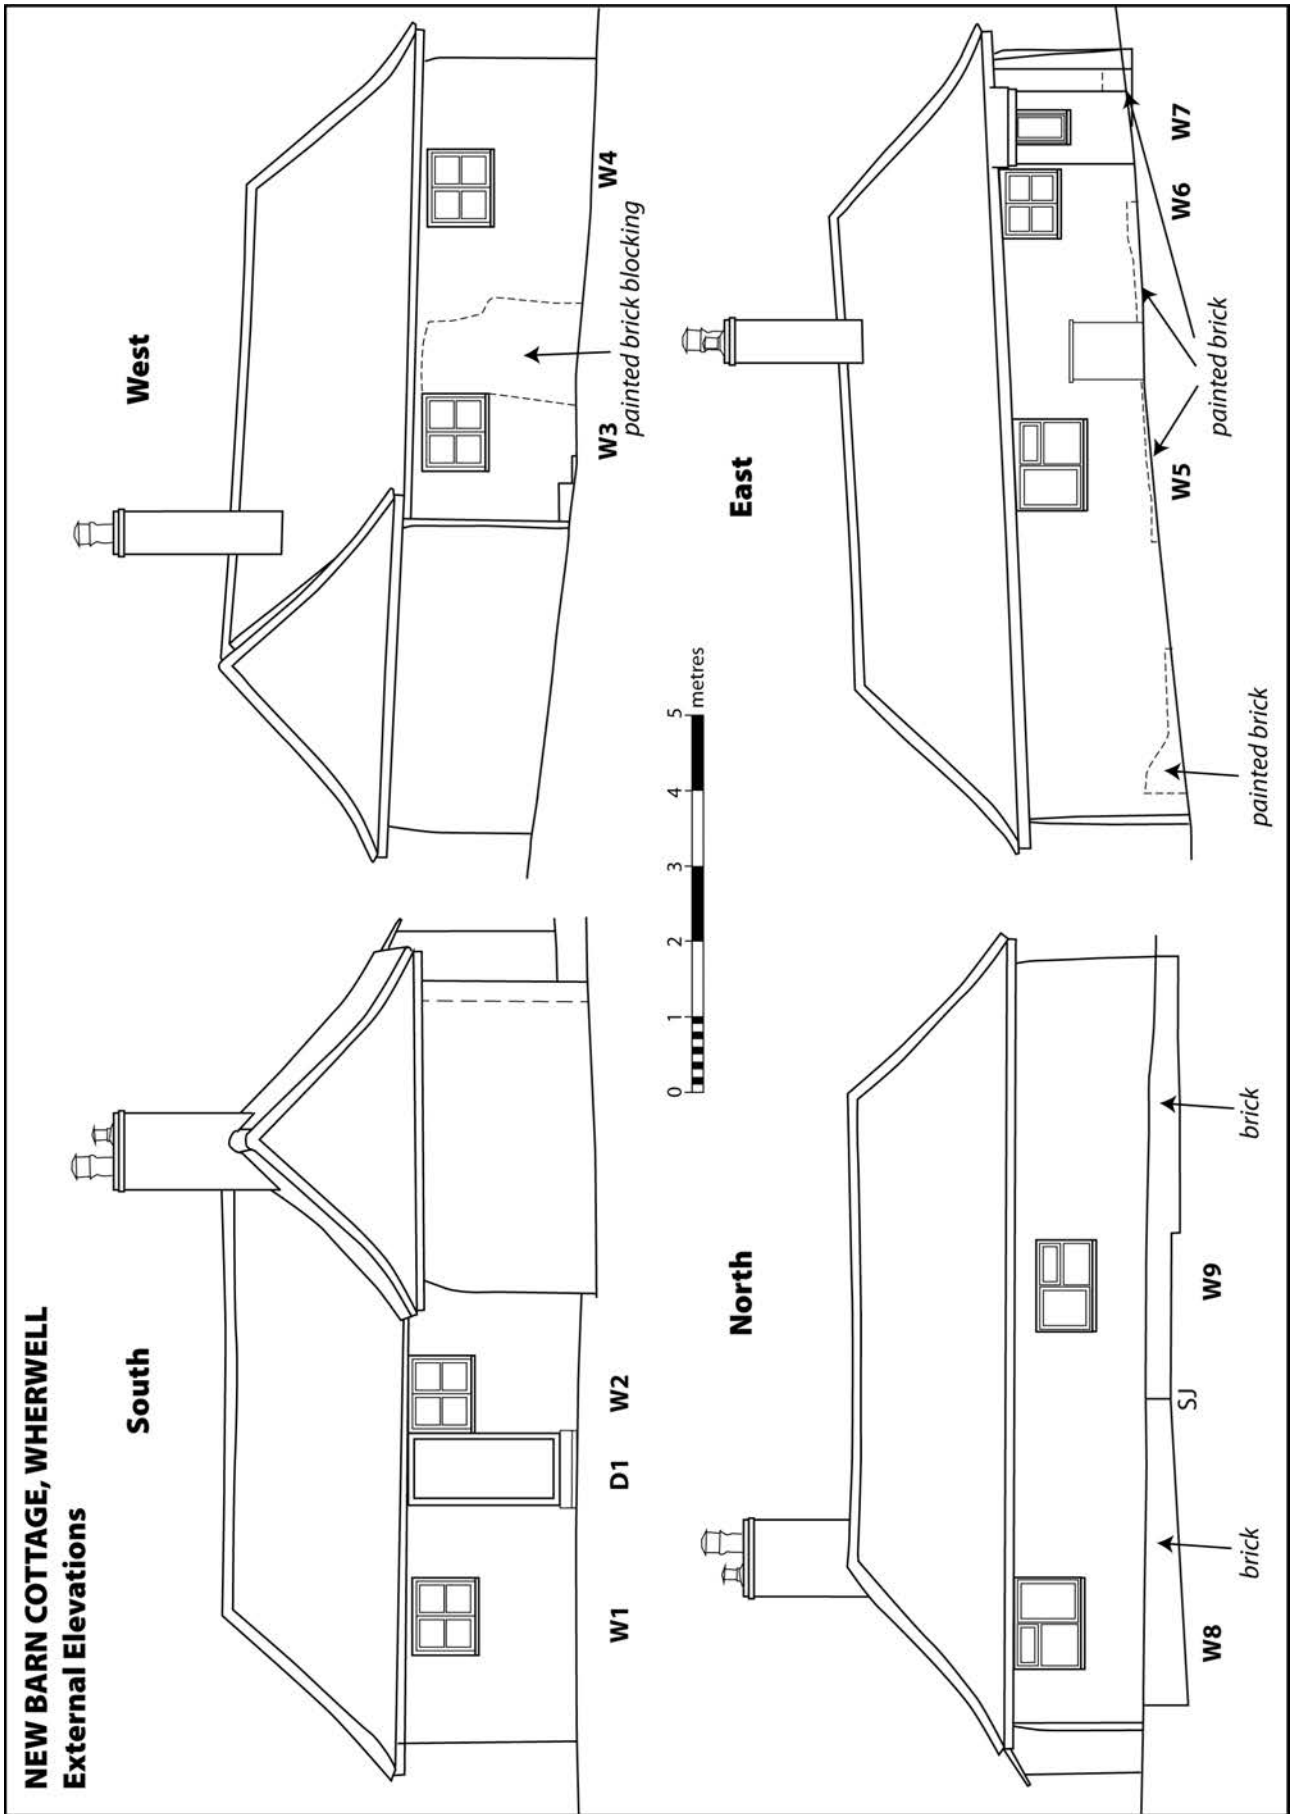 NEW BARN COTTAGE, WHERWELL
External Elevations
South
W1
D1
W2
West
W3
W4
painted brick blocking
0 1 2 3 4 5 metres
North
W8
SJ
W9
brick
brick
East
W5
W6
W7
painted brick
painted brick